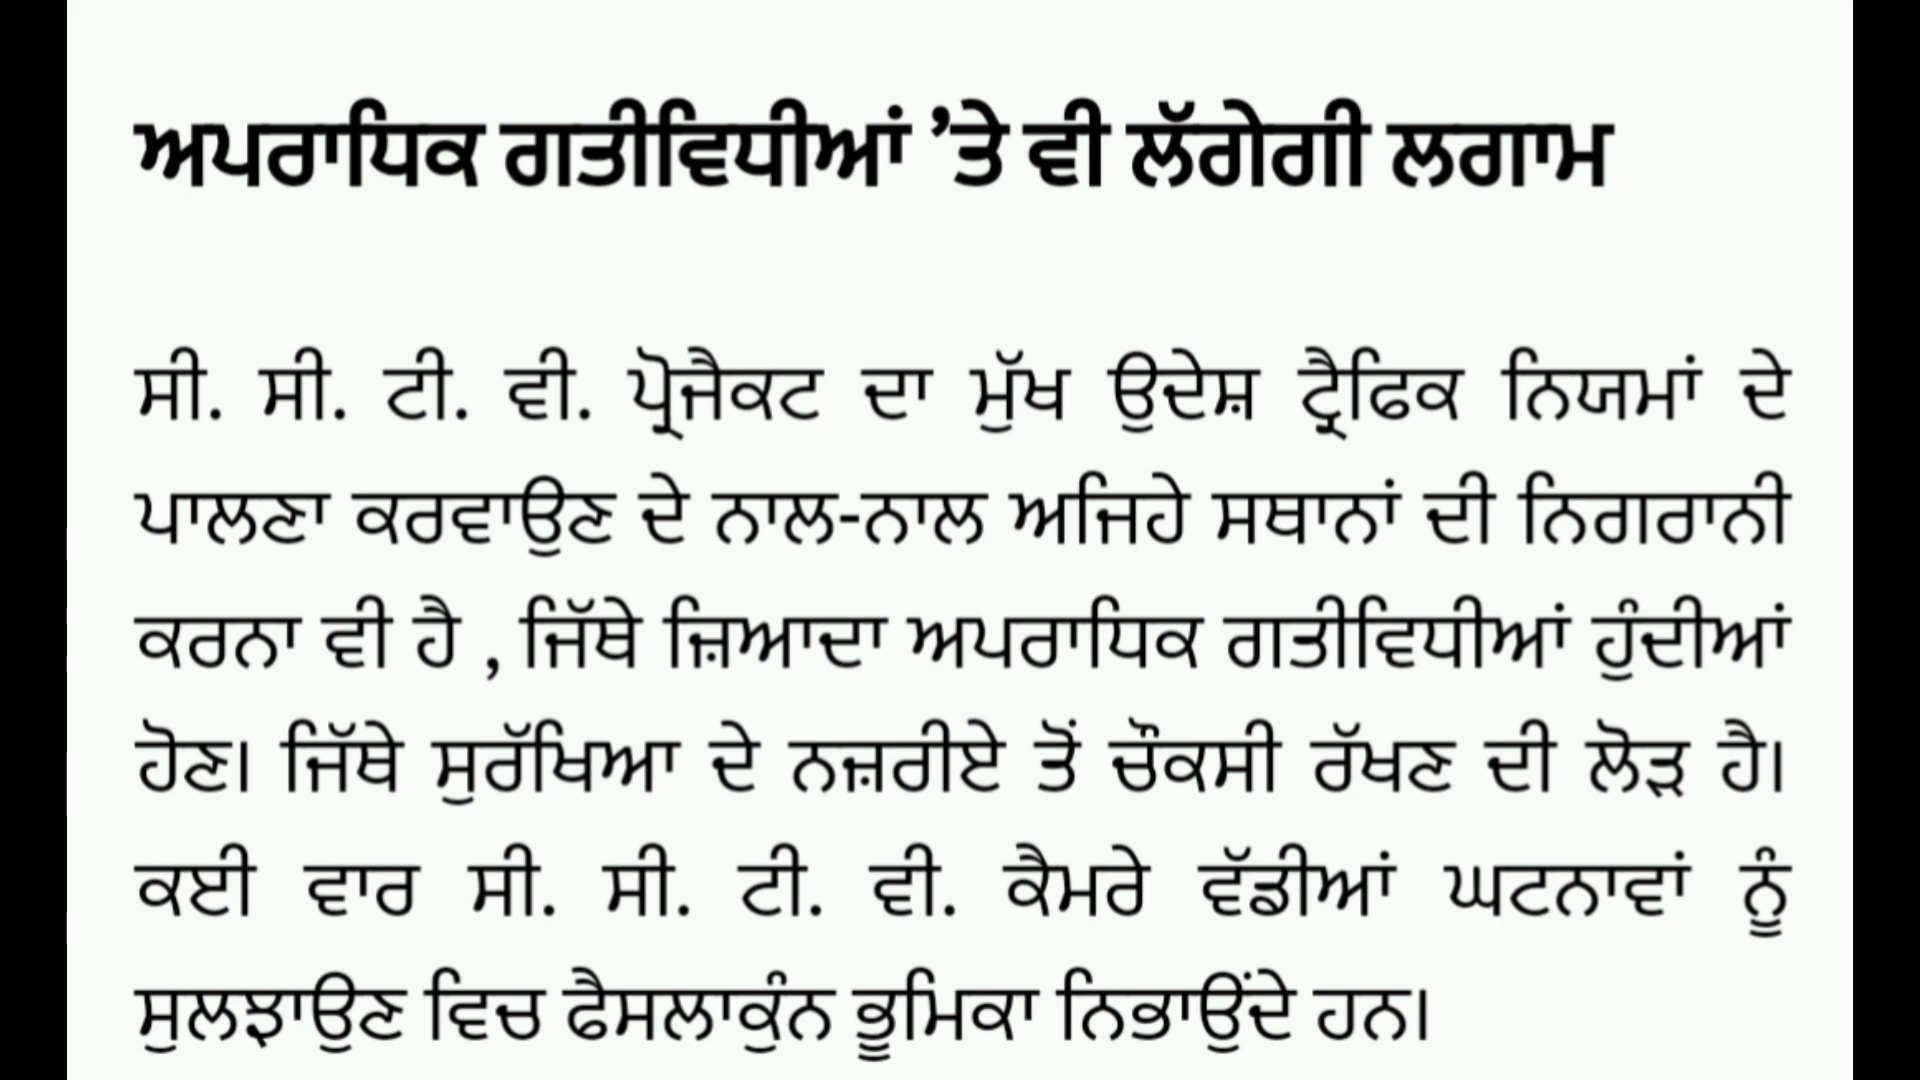 ਅਪਰਾਧਿਕ ਗਤੀਵਿਧੀਆਂ ’ਤੇ ਵੀ ਲੱਗੇਗੀ ਲਗਾਮ
ਸੀ. ਸੀ. ਟੀ. ਵੀ. ਪ੍ਰੋਜੈਕਟ ਦਾ ਮੁੱਖ ਉਦੇਸ਼ ਟ੍ਰੈਫਿਕ ਨਿਯਮਾਂ ਦੇ
ਪਾਲਣਾ ਕਰਵਾਉਣ ਦੇ ਨਾਲ-ਨਾਲ ਅਜਿਹੇ ਸਥਾਨਾਂ ਦੀ ਨਿਗਰਾਨੀ
ਕਰਨਾ ਵੀ ਹੈ , ਜਿੱਥੇ ਜ਼ਿਆਦਾ ਅਪਰਾਧਿਕ ਗਤੀਵਿਧੀਆਂ ਹੁੰਦੀਆਂ
ਹੋਣ। ਜਿੱਥੇ ਸੁਰੱਖਿਆ ਦੇ ਨਜ਼ਰੀਏ ਤੋਂ ਚੌਕਸੀ ਰੱਖਣ ਦੀ ਲੋੜ ਹੈ।
ਕਈ ਵਾਰ ਸੀ. ਸੀ. ਟੀ. ਵੀ. ਕੈਮਰੇ ਵੱਡੀਆਂ ਘਟਨਾਵਾਂ ਨੂੰ
ਸੁਲਝਾਉਣ ਵਿਚ ਫੈਸਲਾਕੁੰਨ ਭੂਮਿਕਾ ਨਿਭਾਉਂਦੇ ਹਨ।